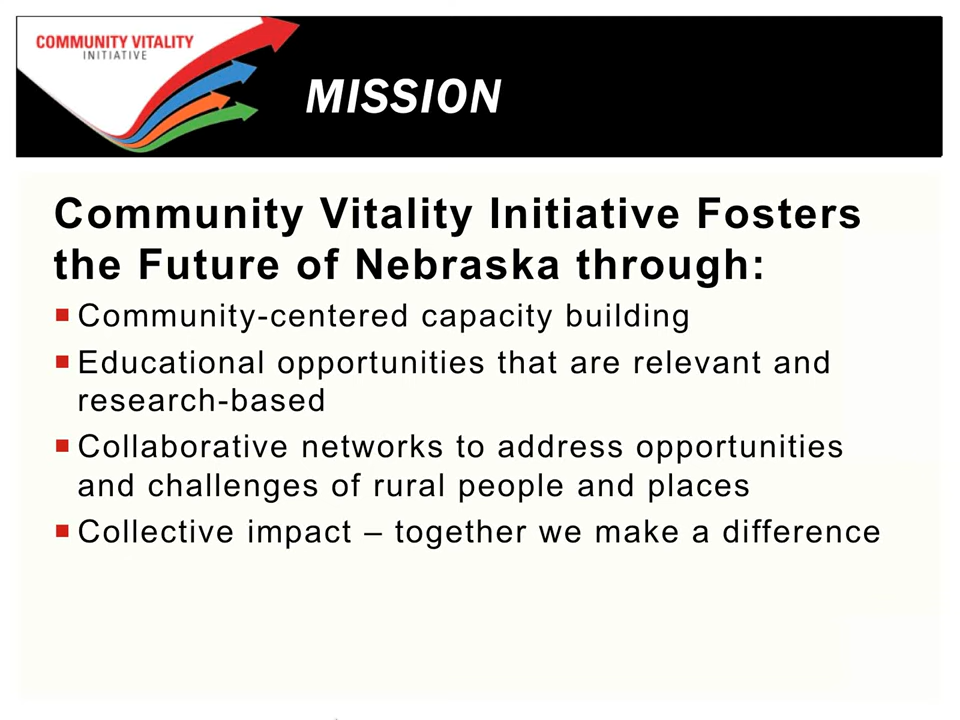 COMMUNITY VITALITY
INITIATIVE
MISSION
Community Vitality Initiative Fosters
the Future of Nebraska through:
Community-centered capacity building
Educational opportunities that are relevant and
research-based
Collaborative networks to address opportunities
and challenges of rural people and places
Collective impact – together we make a difference